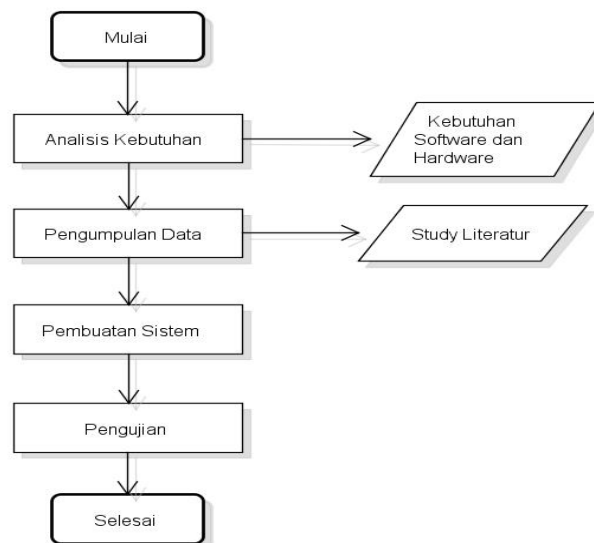 Mulai
Analisis Kebutuhan
Kebutuhan
Software dan
Hardware
Pengumpulan Data
Study Literatur
Pembuatan Sistem
Pengujian
Selesai